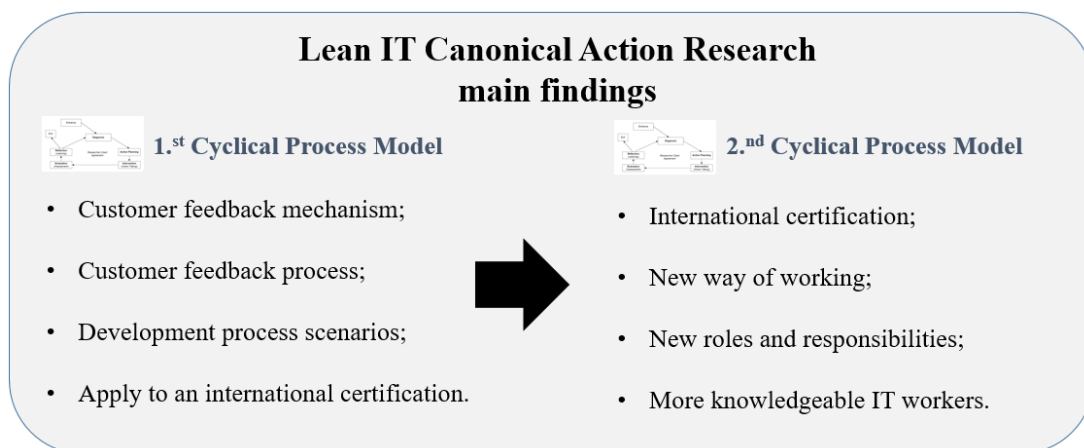 Lean IT Canonical Action Research
main findings
1.st Cyclical Process Model
• Customer feedback mechanism;
• Customer feedback process;
• Development process scenarios;
• Apply to an international certification.
2.nd Cyclical Process Model
• International certification;
• New way of working;
• New roles and responsibilities;
• More knowledgeable IT workers.